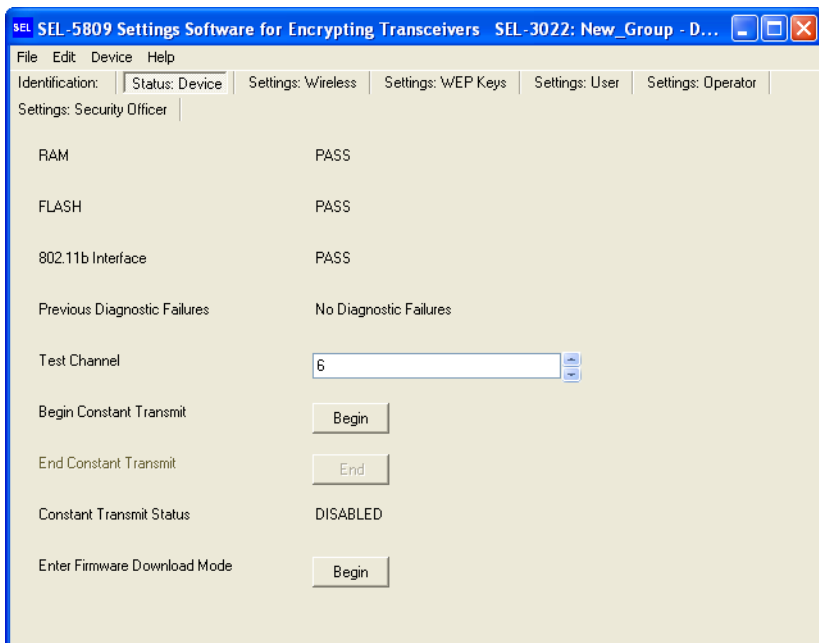 SEL SEL-5809 Settings Software for Encrypting Transceivers SEL-3022: New_Group - D...
File Edit Device Help
Identification: Status: Device Settings: Wireless Settings: WEP Keys Settings: User Settings: Operator
Settings: Security Officer
RAM PASS
FLASH PASS
802.11b Interface PASS
Previous Diagnostic Failures No Diagnostic Failures
Test Channel 6
Begin Constant Transmit Begin
End Constant Transmit End
Constant Transmit Status DISABLED
Enter Firmware Download Mode Begin